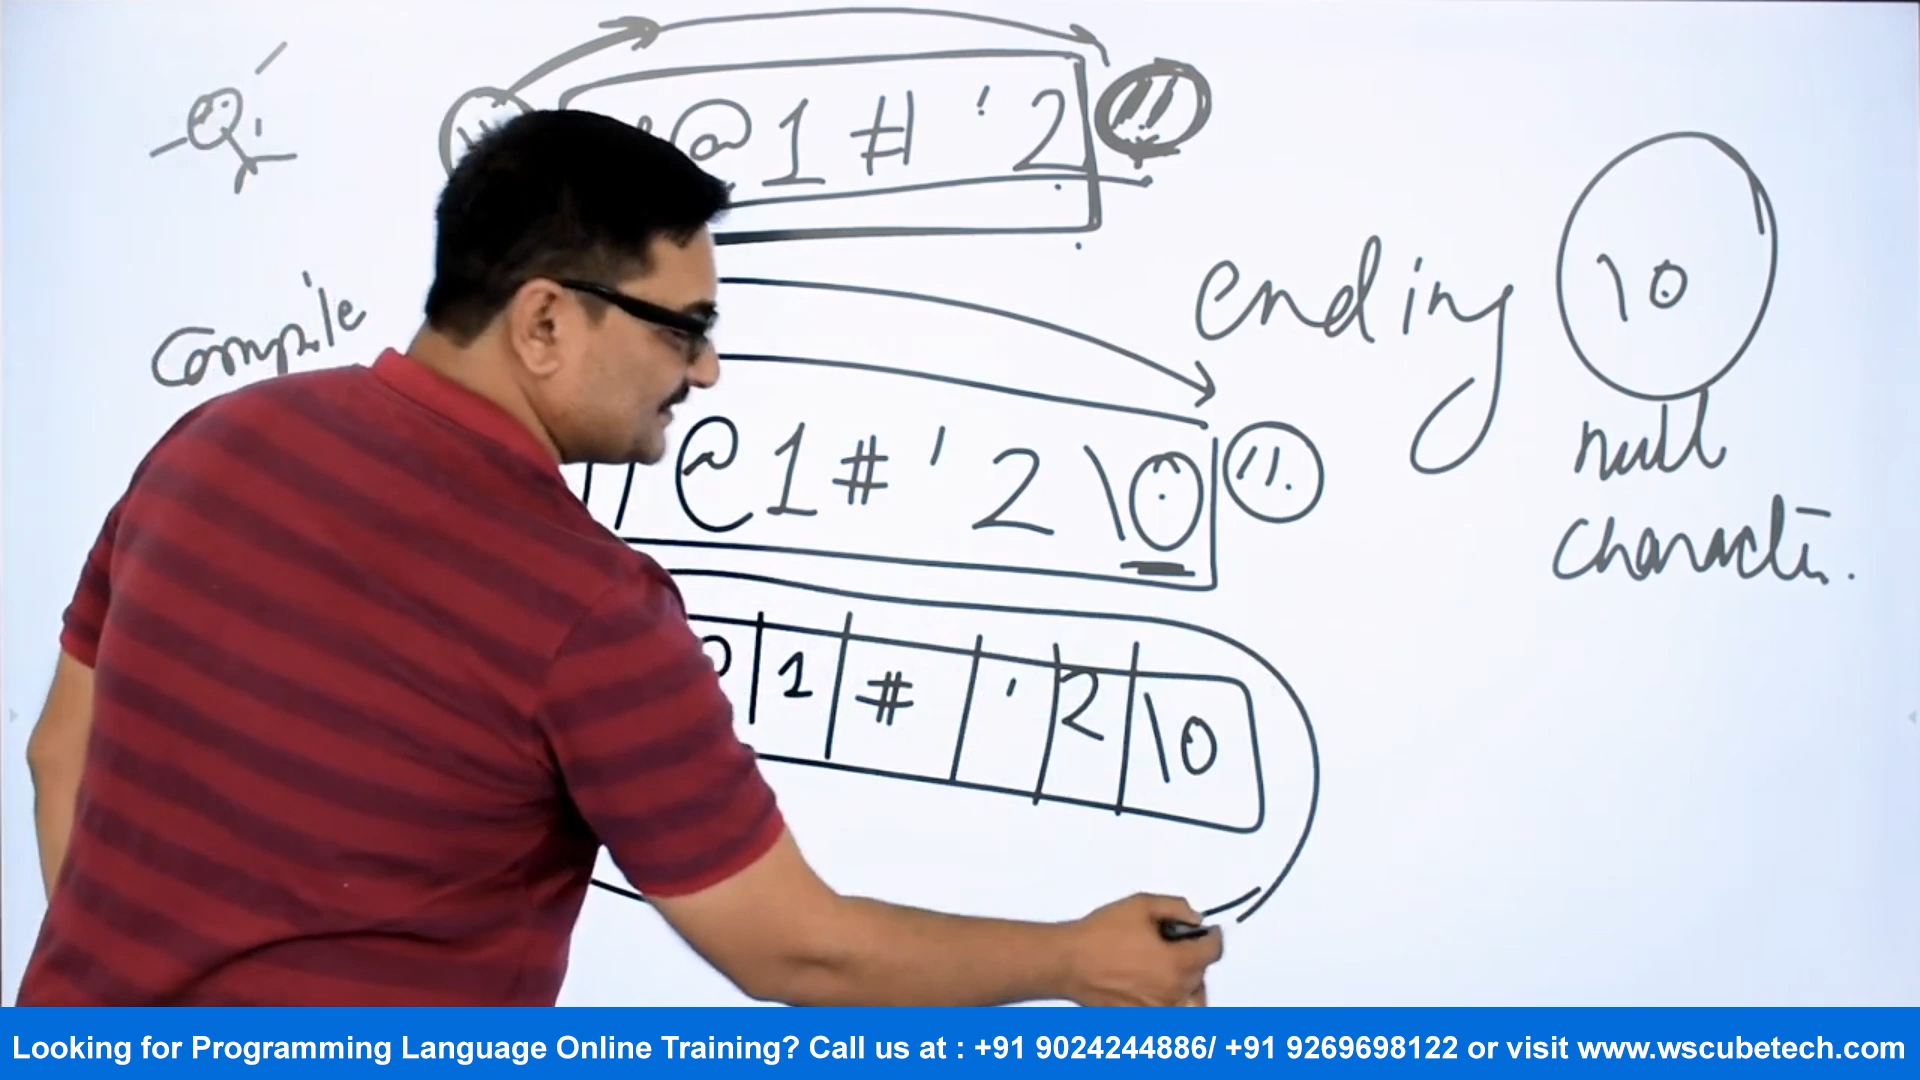 @ 1 # ' 2 "
ending \0
compile
@ 1 # ' 2 \0 "
null
character.
1 # ' 2 \0
Looking for Programming Language Online Training? Call us at : +91 9024244886/ +91 9269698122 or visit www.wscubetech.com